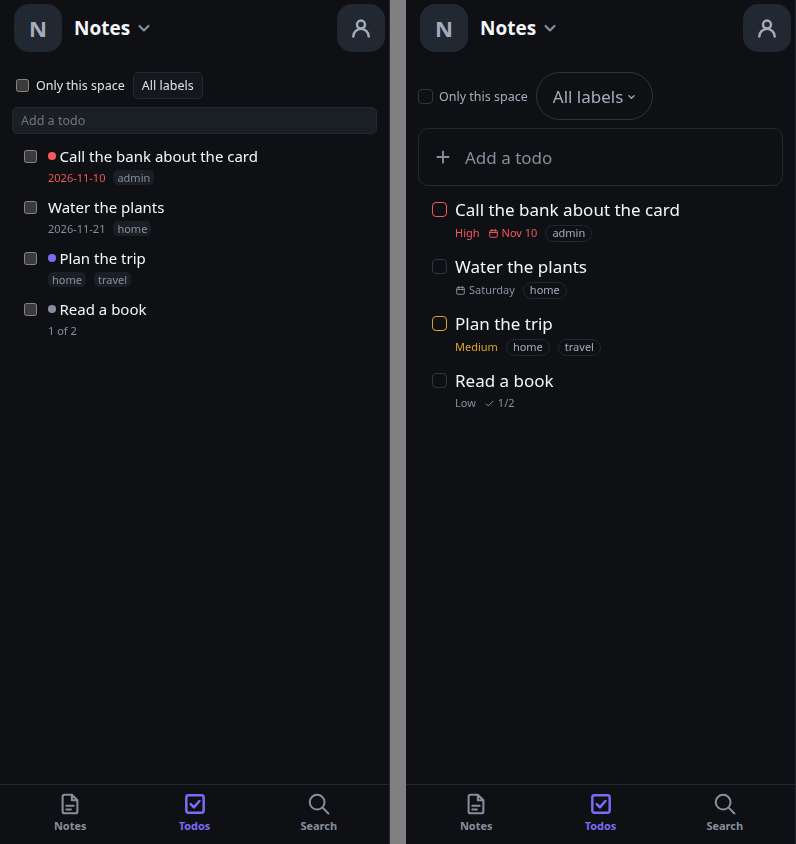 N Notes
Only this space All labels
Add a todo
Call the bank about the card
2026-11-10 admin
Water the plants
2026-11-21 home
Plan the trip
home travel
Read a book
1 of 2
Notes Todos Search
N Notes
Only this space All labels
Add a todo
Call the bank about the card
High Nov 10 admin
Water the plants
Saturday home
Plan the trip
Medium home travel
Read a book
Low 1/2
Notes Todos Search